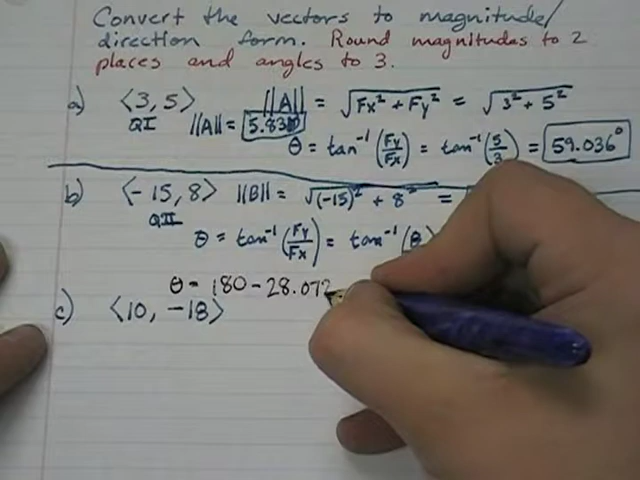 Convert the vectors to magnitude/
direction form. Round magnitudes to 2
places and angles to 3.
a) ⟨3, 5⟩ ||A|| = √Fx² + Fy² = √3² + 5²
QI ||A|| = 5.83
θ = tan⁻¹(Fy/Fx) = tan⁻¹(5/3) = 59.036°
b) ⟨-15, 8⟩ ||B|| = √(-15)² + 8² =
QII
θ = tan⁻¹(Fy/Fx) = tan⁻¹(8
θ = 180 - 28.072
c) ⟨10, -18⟩